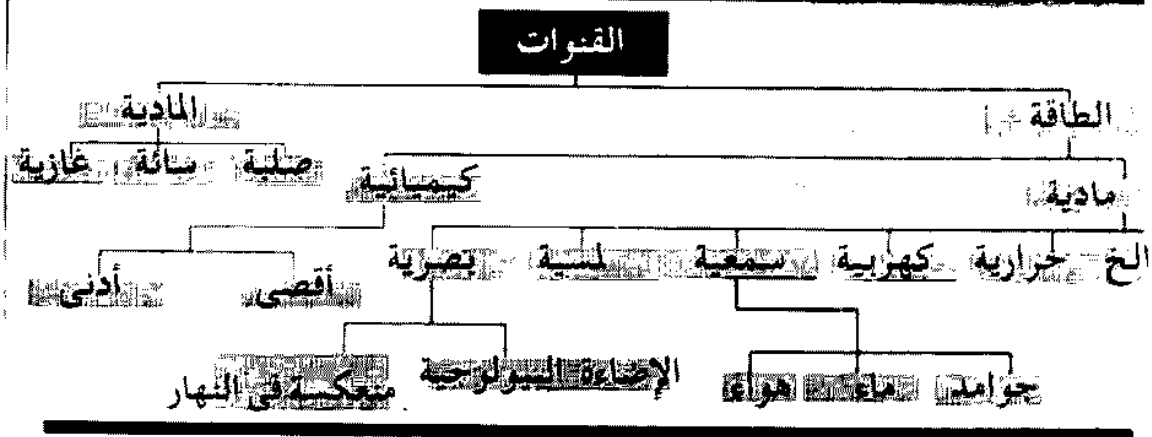 القنوات
الطاقة المادية
صلبة سائة غازية
مادية كيميائية
الخ حرارية كهربية سمعية لمسية بصرية
أقصى أدنى
جوامد ماء هواء الإضاءة البيولوجية منعكسة في النهار